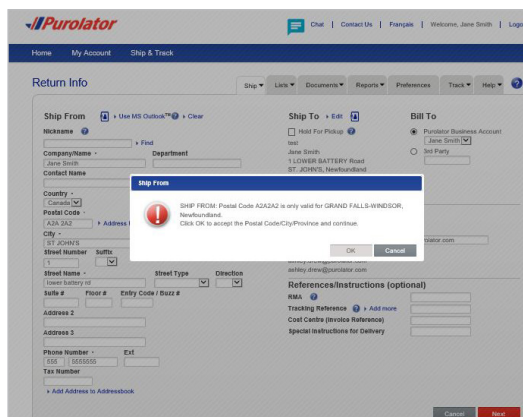 Purolator
Chat | Contact Us | Français | Welcome, Jane Smith | Logo
Home My Account Ship & Track
Return Info
Ship Lists Documents Reports Preferences Track Help ?
Ship From Use MS Outlook™ ? Clear
Nickname ?
Find
Company/Name Department
Jane Smith
Contact Name
Country
Canada
Postal Code
A2A 2A2 Address
City
ST JOHN'S
Street Number Suffix
1
Street Name Street Type Direction
lower battery rd
Suite # Floor # Entry Code / Buzz #
Address 2
Address 3
Phone Number Ext
555 5555555
Tax Number
Add Address to Addressbook
Ship To Edit
Hold For Pickup ?
test
Jane Smith
1 LOWER BATTERY Road
ST. JOHN'S, Newfoundland
Bill To
Purolator Business Account
Jane Smith
3rd Party
Ship From
SHIP FROM: Postal Code A2A2A2 is only valid for GRAND FALLS-WINDSOR,
Newfoundland.
Click OK to accept the Postal Code/City/Province and continue.
OK Cancel
ashley.drew@purolator.com
References/Instructions (optional)
RMA ?
Tracking Reference ? Add more
Cost Centre (Invoice Reference)
Special Instructions for Delivery
Cancel Next